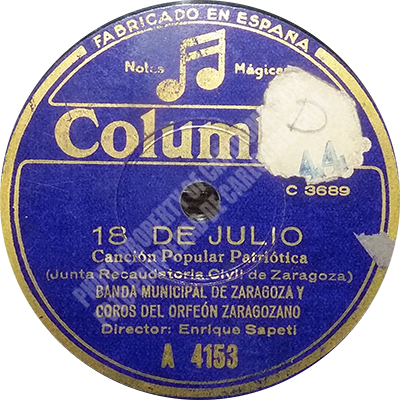 FABRICADO EN ESPAÑA
Notas Mágicas
Colum
D
AA
C 3689
18 DE JULIO
Canción Popular Patriótica
(Junta Recaudatoria Civil de Zaragoza)
BANDA MUNICIPAL DE ZARAGOZA Y
COROS DEL ORFEÓN ZARAGOZANO
Director: Enrique Sapeti
A 4153